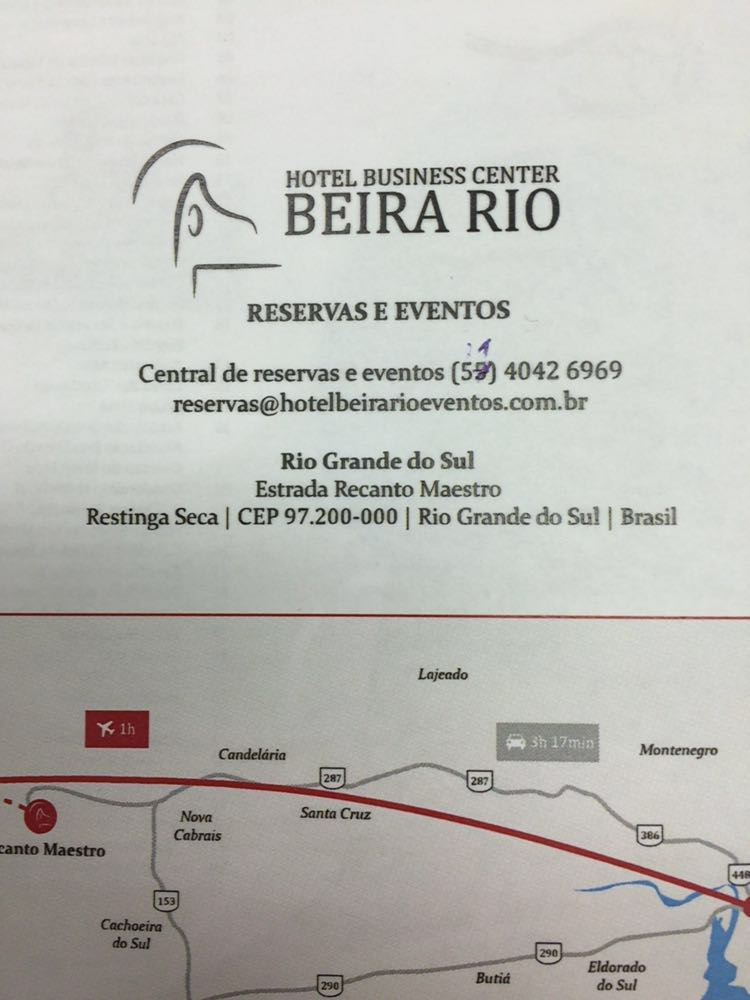 HOTEL BUSINESS CENTER
BEIRA RIO
RESERVAS E EVENTOS
Central de reservas e eventos (55) 4042 6969
reservas@hotelbeirarioeventos.com.br
Rio Grande do Sul
Estrada Recanto Maestro
Restinga Seca | CEP 97.200-000 | Rio Grande do Sul | Brasil
Lajeado
1h
3h 17min
Candelária
Montenegro
287
287
Nova
Cabrais
Santa Cruz
386
canto Maestro
448
153
Cachoeira
do Sul
290
290
Butiá
Eldorado
do Sul